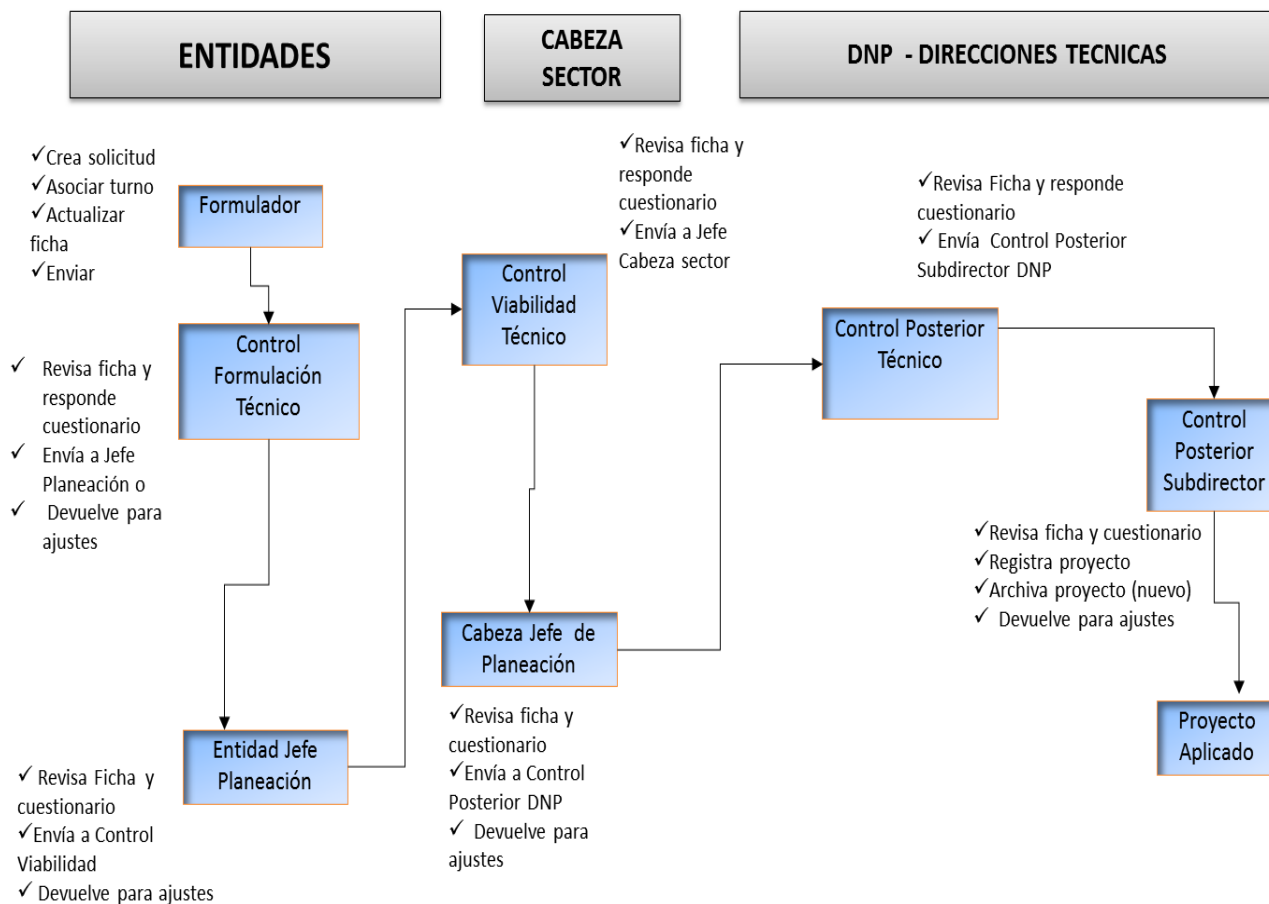 ENTIDADES
CABEZA
SECTOR
DNP - DIRECCIONES TECNICAS
✓Crea solicitud
✓Asociar turno
✓Actualizar
ficha
✓Enviar
Formulador
Control
Formulación
Técnico
✓ Revisa ficha y
responde
cuestionario
✓ Envía a Jefe
Planeación o
✓ Devuelve para
ajustes
Entidad Jefe
Planeación
✓ Revisa Ficha y
cuestionario
✓Envía a Control
Viabilidad
✓ Devuelve para ajustes
Control
Viabilidad
Técnico
✓Revisa ficha y
responde
cuestionario
✓Envía a Jefe
Cabeza sector
Cabeza Jefe de
Planeación
✓Revisa ficha y
cuestionario
✓Envía a Control
Posterior DNP
✓ Devuelve para
ajustes
Control Posterior
Técnico
✓Revisa Ficha y responde
cuestionario
✓ Envía Control Posterior
Subdirector DNP
Control
Posterior
Subdirector
✓Revisa ficha y cuestionario
✓Registra proyecto
✓Archiva proyecto (nuevo)
✓ Devuelve para ajustes
Proyecto
Aplicado